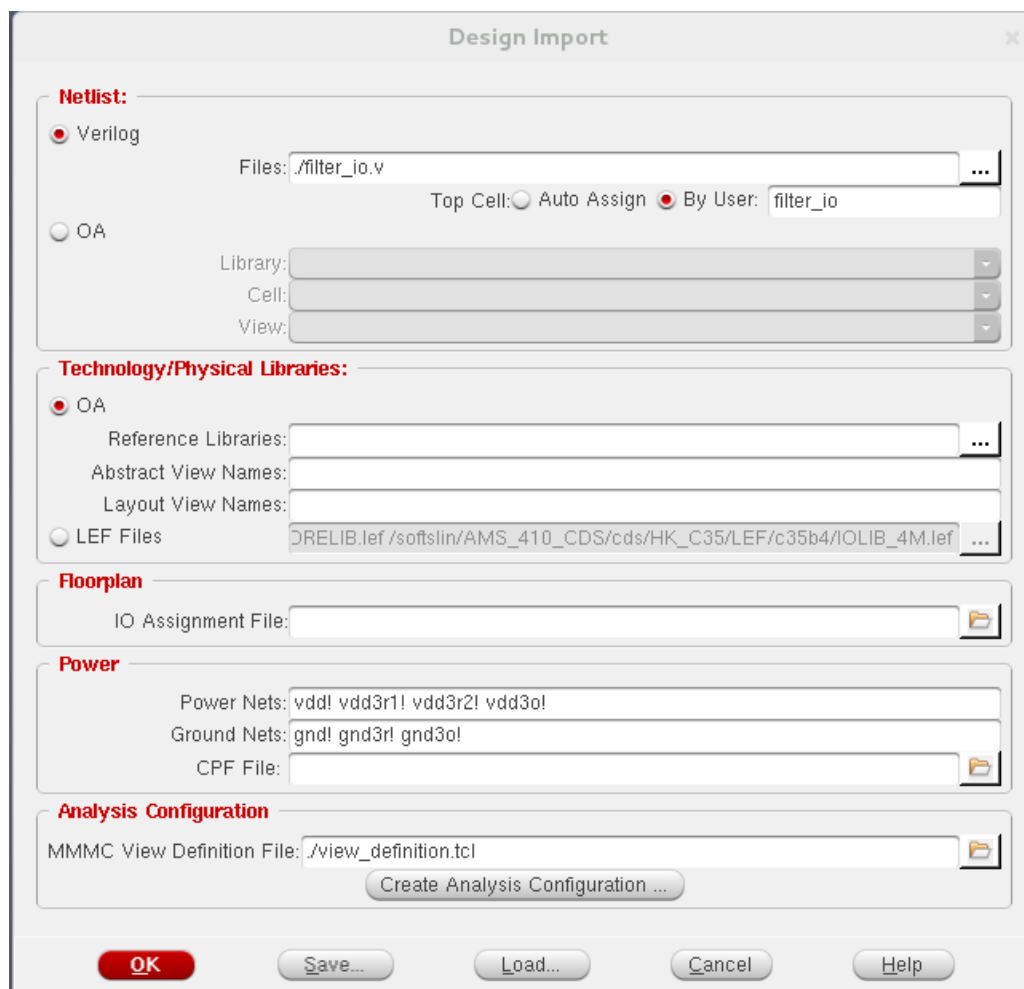 Design Import
Netlist:
Verilog
Files: ./filter_io.v ...
Top Cell: Auto Assign By User: filter_io
OA
Library:
Cell:
View:
Technology/Physical Libraries:
OA
Reference Libraries: ...
Abstract View Names:
Layout View Names:
LEF Files ORELIB.lef /softslin/AMS_410_CDS/cds/HK_C35/LEF/c35b4/IOLIB_4M.lef ...
Floorplan
IO Assignment File:
Power
Power Nets: vdd! vdd3r1! vdd3r2! vdd3o!
Ground Nets: gnd! gnd3r! gnd3o!
CPF File:
Analysis Configuration
MMMC View Definition File: ./view_definition.tcl
Create Analysis Configuration ...
OK Save... Load... Cancel Help